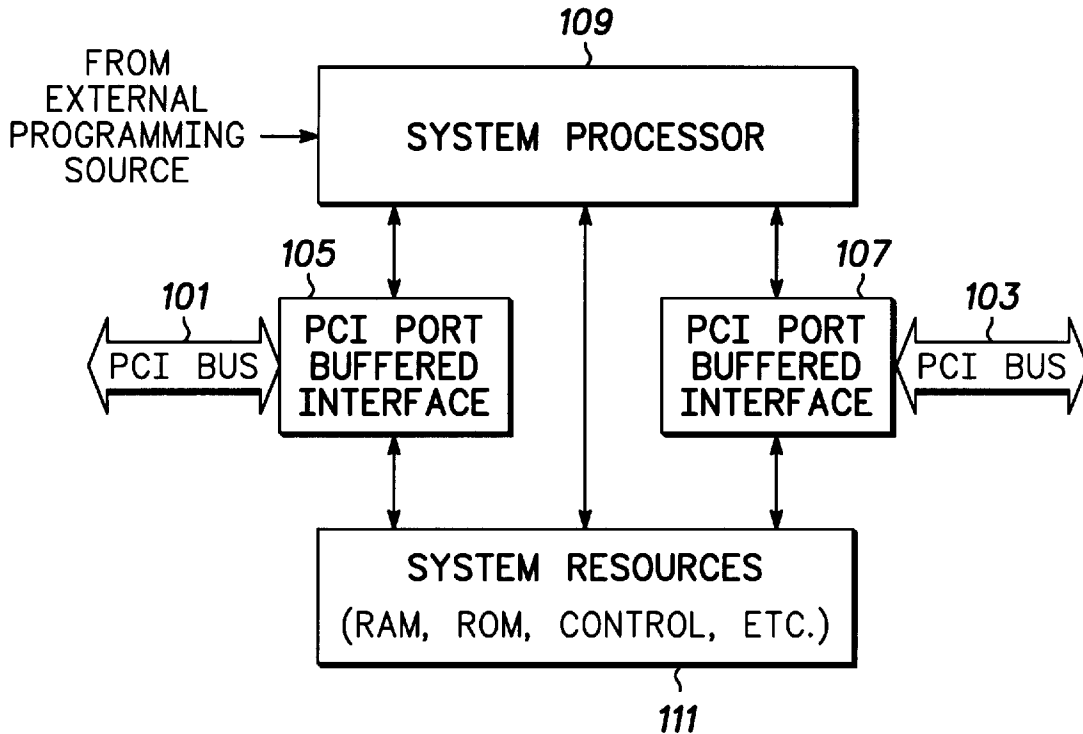 109
FROM
EXTERNAL
PROGRAMMING
SOURCE
SYSTEM PROCESSOR
105
107
101
103
PCI BUS
PCI PORT
BUFFERED
INTERFACE
PCI PORT
BUFFERED
INTERFACE
PCI BUS
SYSTEM RESOURCES
(RAM, ROM, CONTROL, ETC.)
111